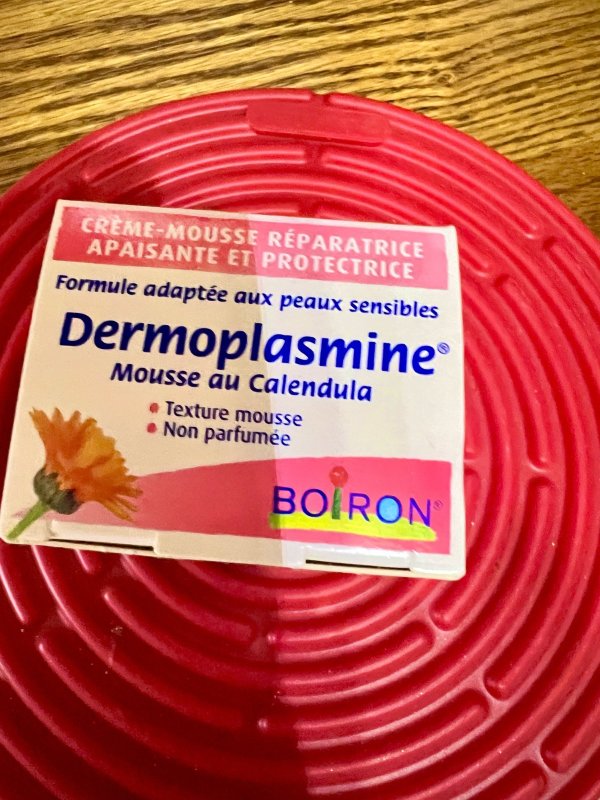 CRÈME-MOUSSE RÉPARATRICE
APAISANTE ET PROTECTRICE
Formule adaptée aux peaux sensibles
Dermoplasmine®
Mousse au Calendula
• Texture mousse
• Non parfumée
BOIRON®